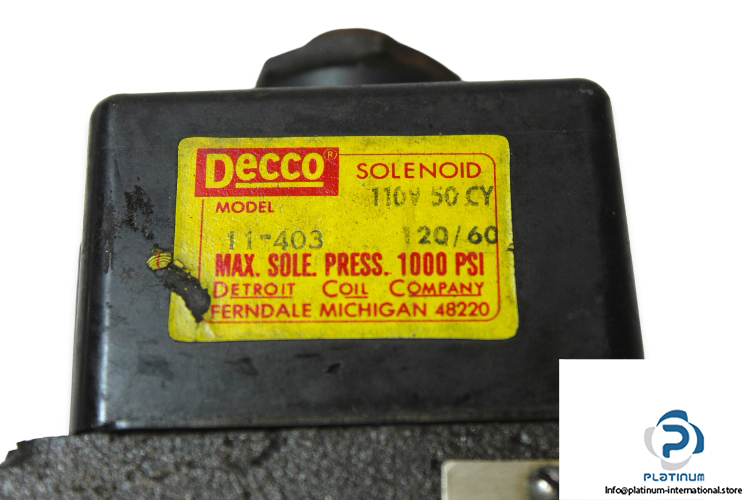 Decco® SOLENOID
MODEL 110V 50 CY
11-403 120/60
MAX. SOLE. PRESS. 1000 PSI
DETROIT COIL COMPANY
FERNDALE MICHIGAN 48220
PLATINUM
Info@platinum-international.store